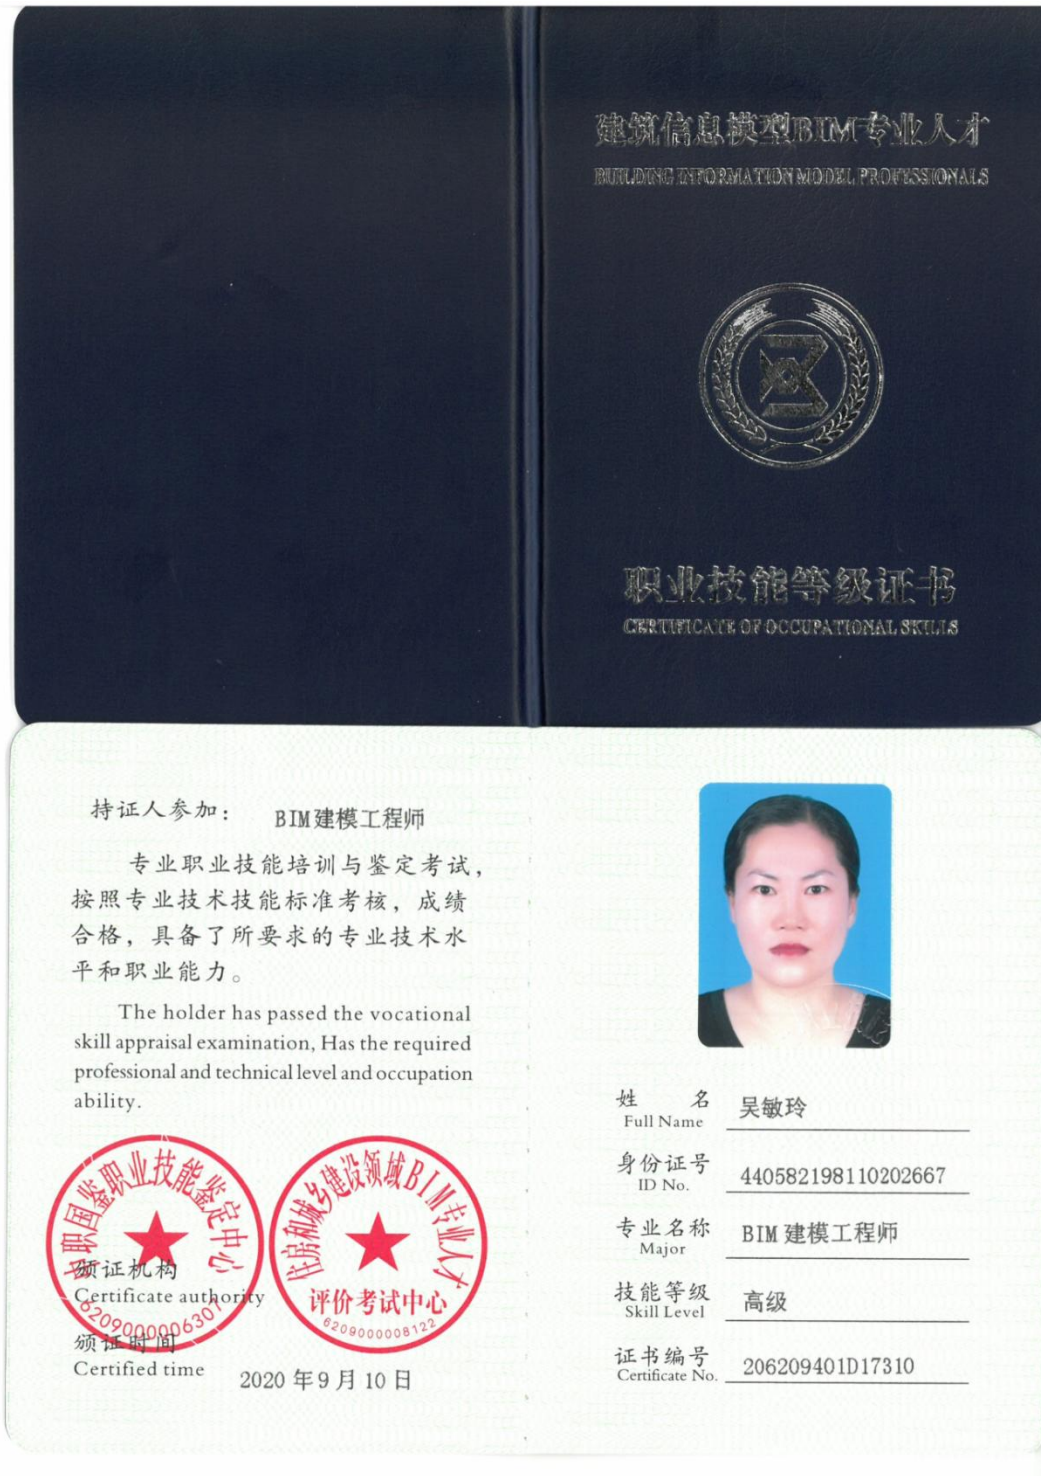 建筑信息模型BIM专业人才
BUILDING INFORMATION MODEL PROFESSIONALS
职业技能等级证书
CERTIFICATE OF OCCUPATIONAL SKILLS
持证人参加： BIM建模工程师
专业职业技能培训与鉴定考试，
按照专业技术技能标准考核，成绩
合格，具备了所要求的专业技术水
平和职业能力。
The holder has passed the vocational
skill appraisal examination, Has the required
professional and technical level and occupation
ability.
中职国鉴职业技能鉴定中心
6209000006307
住房和城乡建设领域BIM专业人才
评价考试中心
6209000008122
颁证机构
Certificate authority
颁证时间
Certified time
2020 年 9 月 10 日
姓 名 吴敏玲
Full Name
身份证号 440582198110202667
ID No.
专业名称 BIM 建模工程师
Major
技能等级 高级
Skill Level
证书编号 206209401D17310
Certificate No.